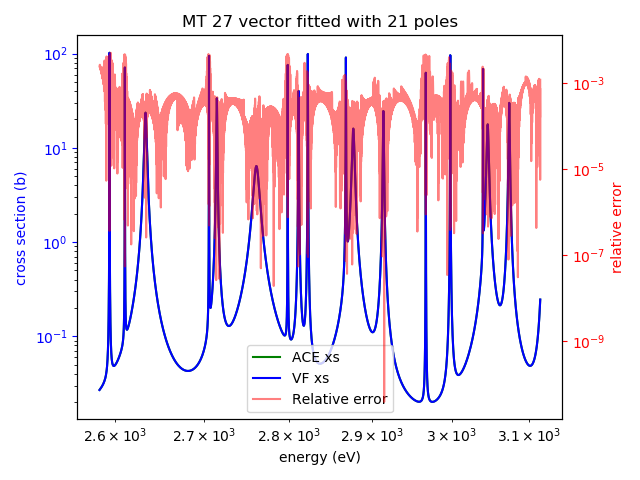 MT 27 vector fitted with 21 poles
10²
10¹
10⁰
10⁻¹
cross section (b)
10⁻³
10⁻⁵
10⁻⁷
10⁻⁹
relative error
ACE xs
VF xs
Relative error
2.6 × 10³ 2.7 × 10³ 2.8 × 10³ 2.9 × 10³ 3 × 10³ 3.1 × 10³
energy (eV)